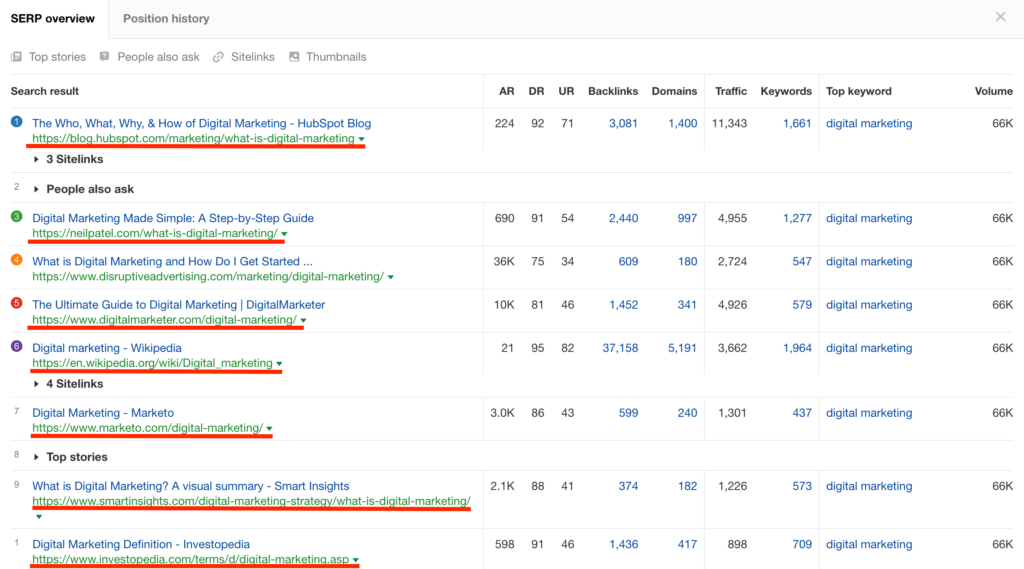 SERP overview Position history
Top stories People also ask Sitelinks Thumbnails
Search result AR DR UR Backlinks Domains Traffic Keywords Top keyword Volume
1 The Who, What, Why, & How of Digital Marketing - HubSpot Blog 224 92 71 3,081 1,400 11,343 1,661 digital marketing 66K
https://blog.hubspot.com/marketing/what-is-digital-marketing
3 Sitelinks
2 People also ask
3 Digital Marketing Made Simple: A Step-by-Step Guide 690 91 54 2,440 997 4,955 1,277 digital marketing 66K
https://neilpatel.com/what-is-digital-marketing/
4 What is Digital Marketing and How Do I Get Started ... 36K 75 34 609 180 2,724 547 digital marketing 66K
https://www.disruptiveadvertising.com/marketing/digital-marketing/
5 The Ultimate Guide to Digital Marketing | DigitalMarketer 10K 81 46 1,452 341 4,926 579 digital marketing 66K
https://www.digitalmarketer.com/digital-marketing/
6 Digital marketing - Wikipedia 21 95 82 37,158 5,191 3,662 1,964 digital marketing 66K
https://en.wikipedia.org/wiki/Digital_marketing
4 Sitelinks
7 Digital Marketing - Marketo 3.0K 86 43 599 240 1,301 437 digital marketing 66K
https://www.marketo.com/digital-marketing/
8 Top stories
9 What is Digital Marketing? A visual summary - Smart Insights 2.1K 88 41 374 182 1,226 573 digital marketing 66K
https://www.smartinsights.com/digital-marketing-strategy/what-is-digital-marketing/
1 Digital Marketing Definition - Investopedia 598 91 46 1,436 417 898 709 digital marketing 66K
https://www.investopedia.com/terms/d/digital-marketing.asp